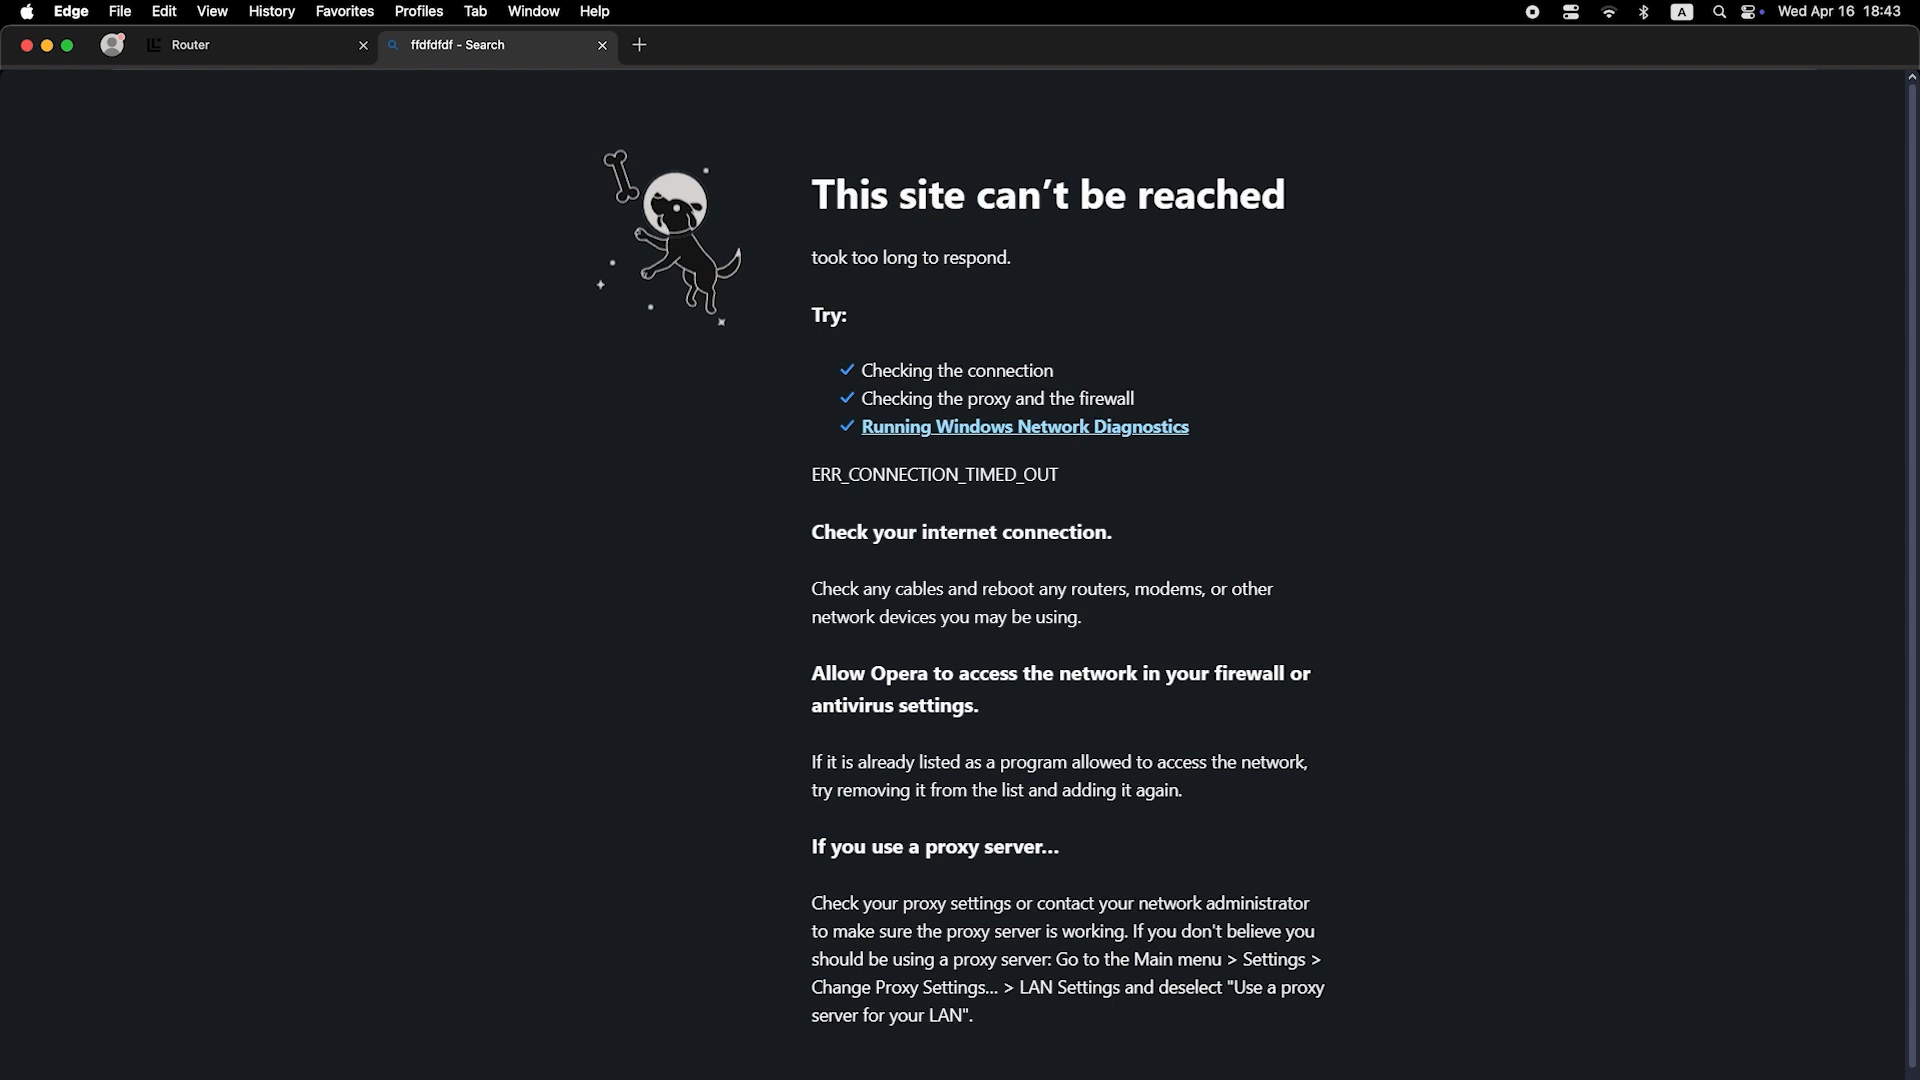 Edge File Edit View History Favorites Profiles Tab Window Help A Wed Apr 16 18:43
Router ffdfdfdf - Search
This site can’t be reached
took too long to respond.
Try:
Checking the connection
Checking the proxy and the firewall
Running Windows Network Diagnostics
ERR_CONNECTION_TIMED_OUT
Check your internet connection.
Check any cables and reboot any routers, modems, or other
network devices you may be using.
Allow Opera to access the network in your firewall or
antivirus settings.
If it is already listed as a program allowed to access the network,
try removing it from the list and adding it again.
If you use a proxy server...
Check your proxy settings or contact your network administrator
to make sure the proxy server is working. If you don't believe you
should be using a proxy server: Go to the Main menu > Settings >
Change Proxy Settings... > LAN Settings and deselect "Use a proxy
server for your LAN".